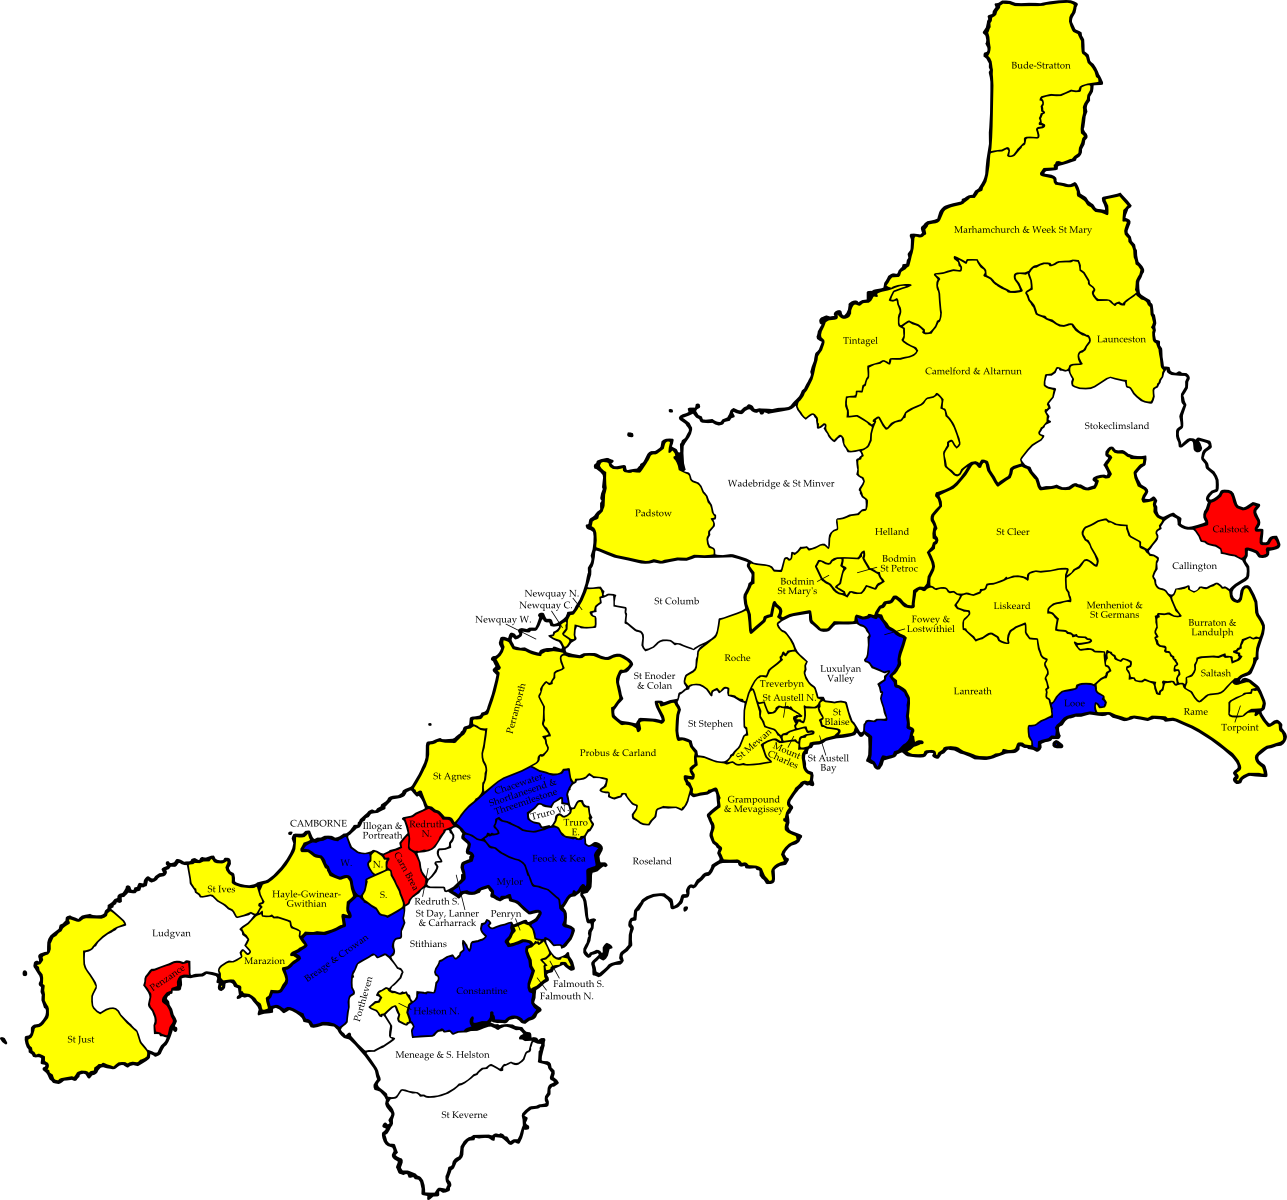 Bude-Stratton
Marhamchurch & Week St Mary
Tintagel
Launceston
Camelford & Altarnun
Stokeclimsland
Wadebridge & St Minver
Padstow
Helland
St Cleer
Calstock
Bodmin
St Petroc
Callington
Bodmin
St Mary's
Newquay N.
Newquay C.
Newquay W.
St Columb
Liskeard
Menheniot &
St Germans
Fowey &
Lostwithiel
Burraton &
Landulph
Roche
Luxulyan
Valley
Saltash
St Enoder
& Colan
Treverbyn
St Austell N.
Lanreath
Looe
Rame
Torpoint
Perranporth
St Stephen
St
Blaise
St Mewan
Mount
Charles
St Austell
Bay
Probus & Carland
St Agnes
Grampound
& Mevagissey
Truro W.
Truro
E.
CAMBORNE
Illogan &
Portreath
Redruth
N.
W.
N.
S.
Carn Brea
Feock & Kea
Mylor
Roseland
St Ives
Hayle-Gwinear-
Gwithian
Redruth S.
St Day, Lanner
& Carharrack
Penryn
Ludgvan
Stithians
Breage & Crowan
Marazion
Penzance
Porthleven
Constantine
Falmouth S.
Falmouth N.
Helston N.
St Just
Meneage & S. Helston
St Keverne